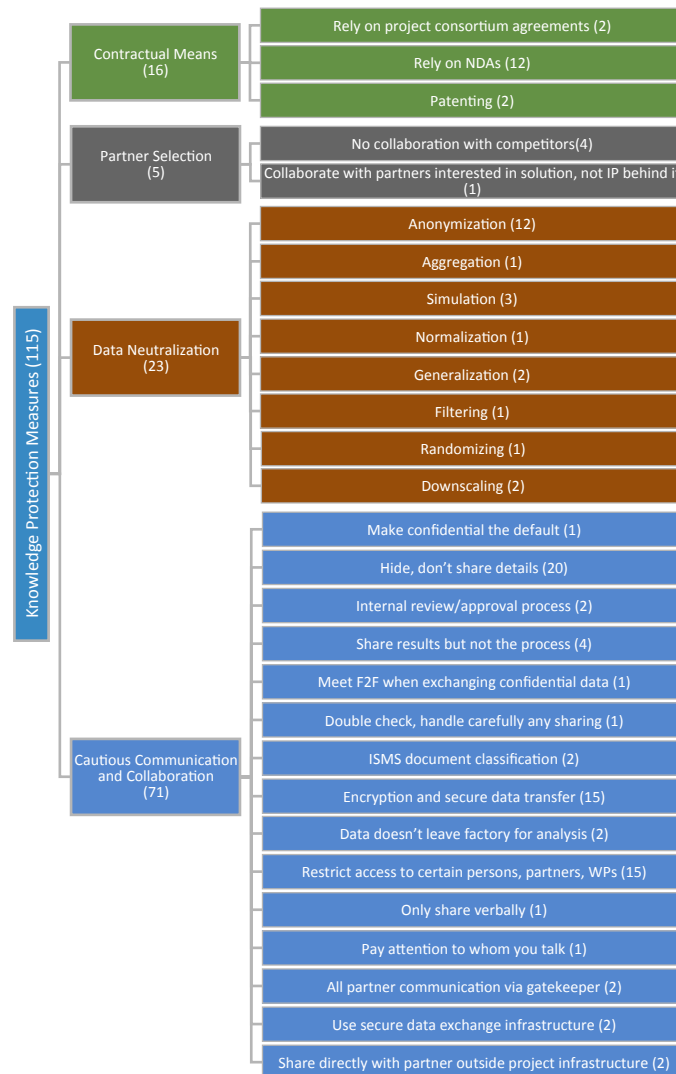 Knowledge Protection Measures (115)
Contractual Means
(16)
Rely on project consortium agreements (2)
Rely on NDAs (12)
Patenting (2)
Partner Selection
(5)
No collaboration with competitors(4)
Collaborate with partners interested in solution, not IP behind it
(1)
Data Neutralization
(23)
Anonymization (12)
Aggregation (1)
Simulation (3)
Normalization (1)
Generalization (2)
Filtering (1)
Randomizing (1)
Downscaling (2)
Cautious Communication
and Collaboration
(71)
Make confidential the default (1)
Hide, don't share details (20)
Internal review/approval process (2)
Share results but not the process (4)
Meet F2F when exchanging confidential data (1)
Double check, handle carefully any sharing (1)
ISMS document classification (2)
Encryption and secure data transfer (15)
Data doesn't leave factory for analysis (2)
Restrict access to certain persons, partners, WPs (15)
Only share verbally (1)
Pay attention to whom you talk (1)
All partner communication via gatekeeper (2)
Use secure data exchange infrastructure (2)
Share directly with partner outside project infrastructure (2)